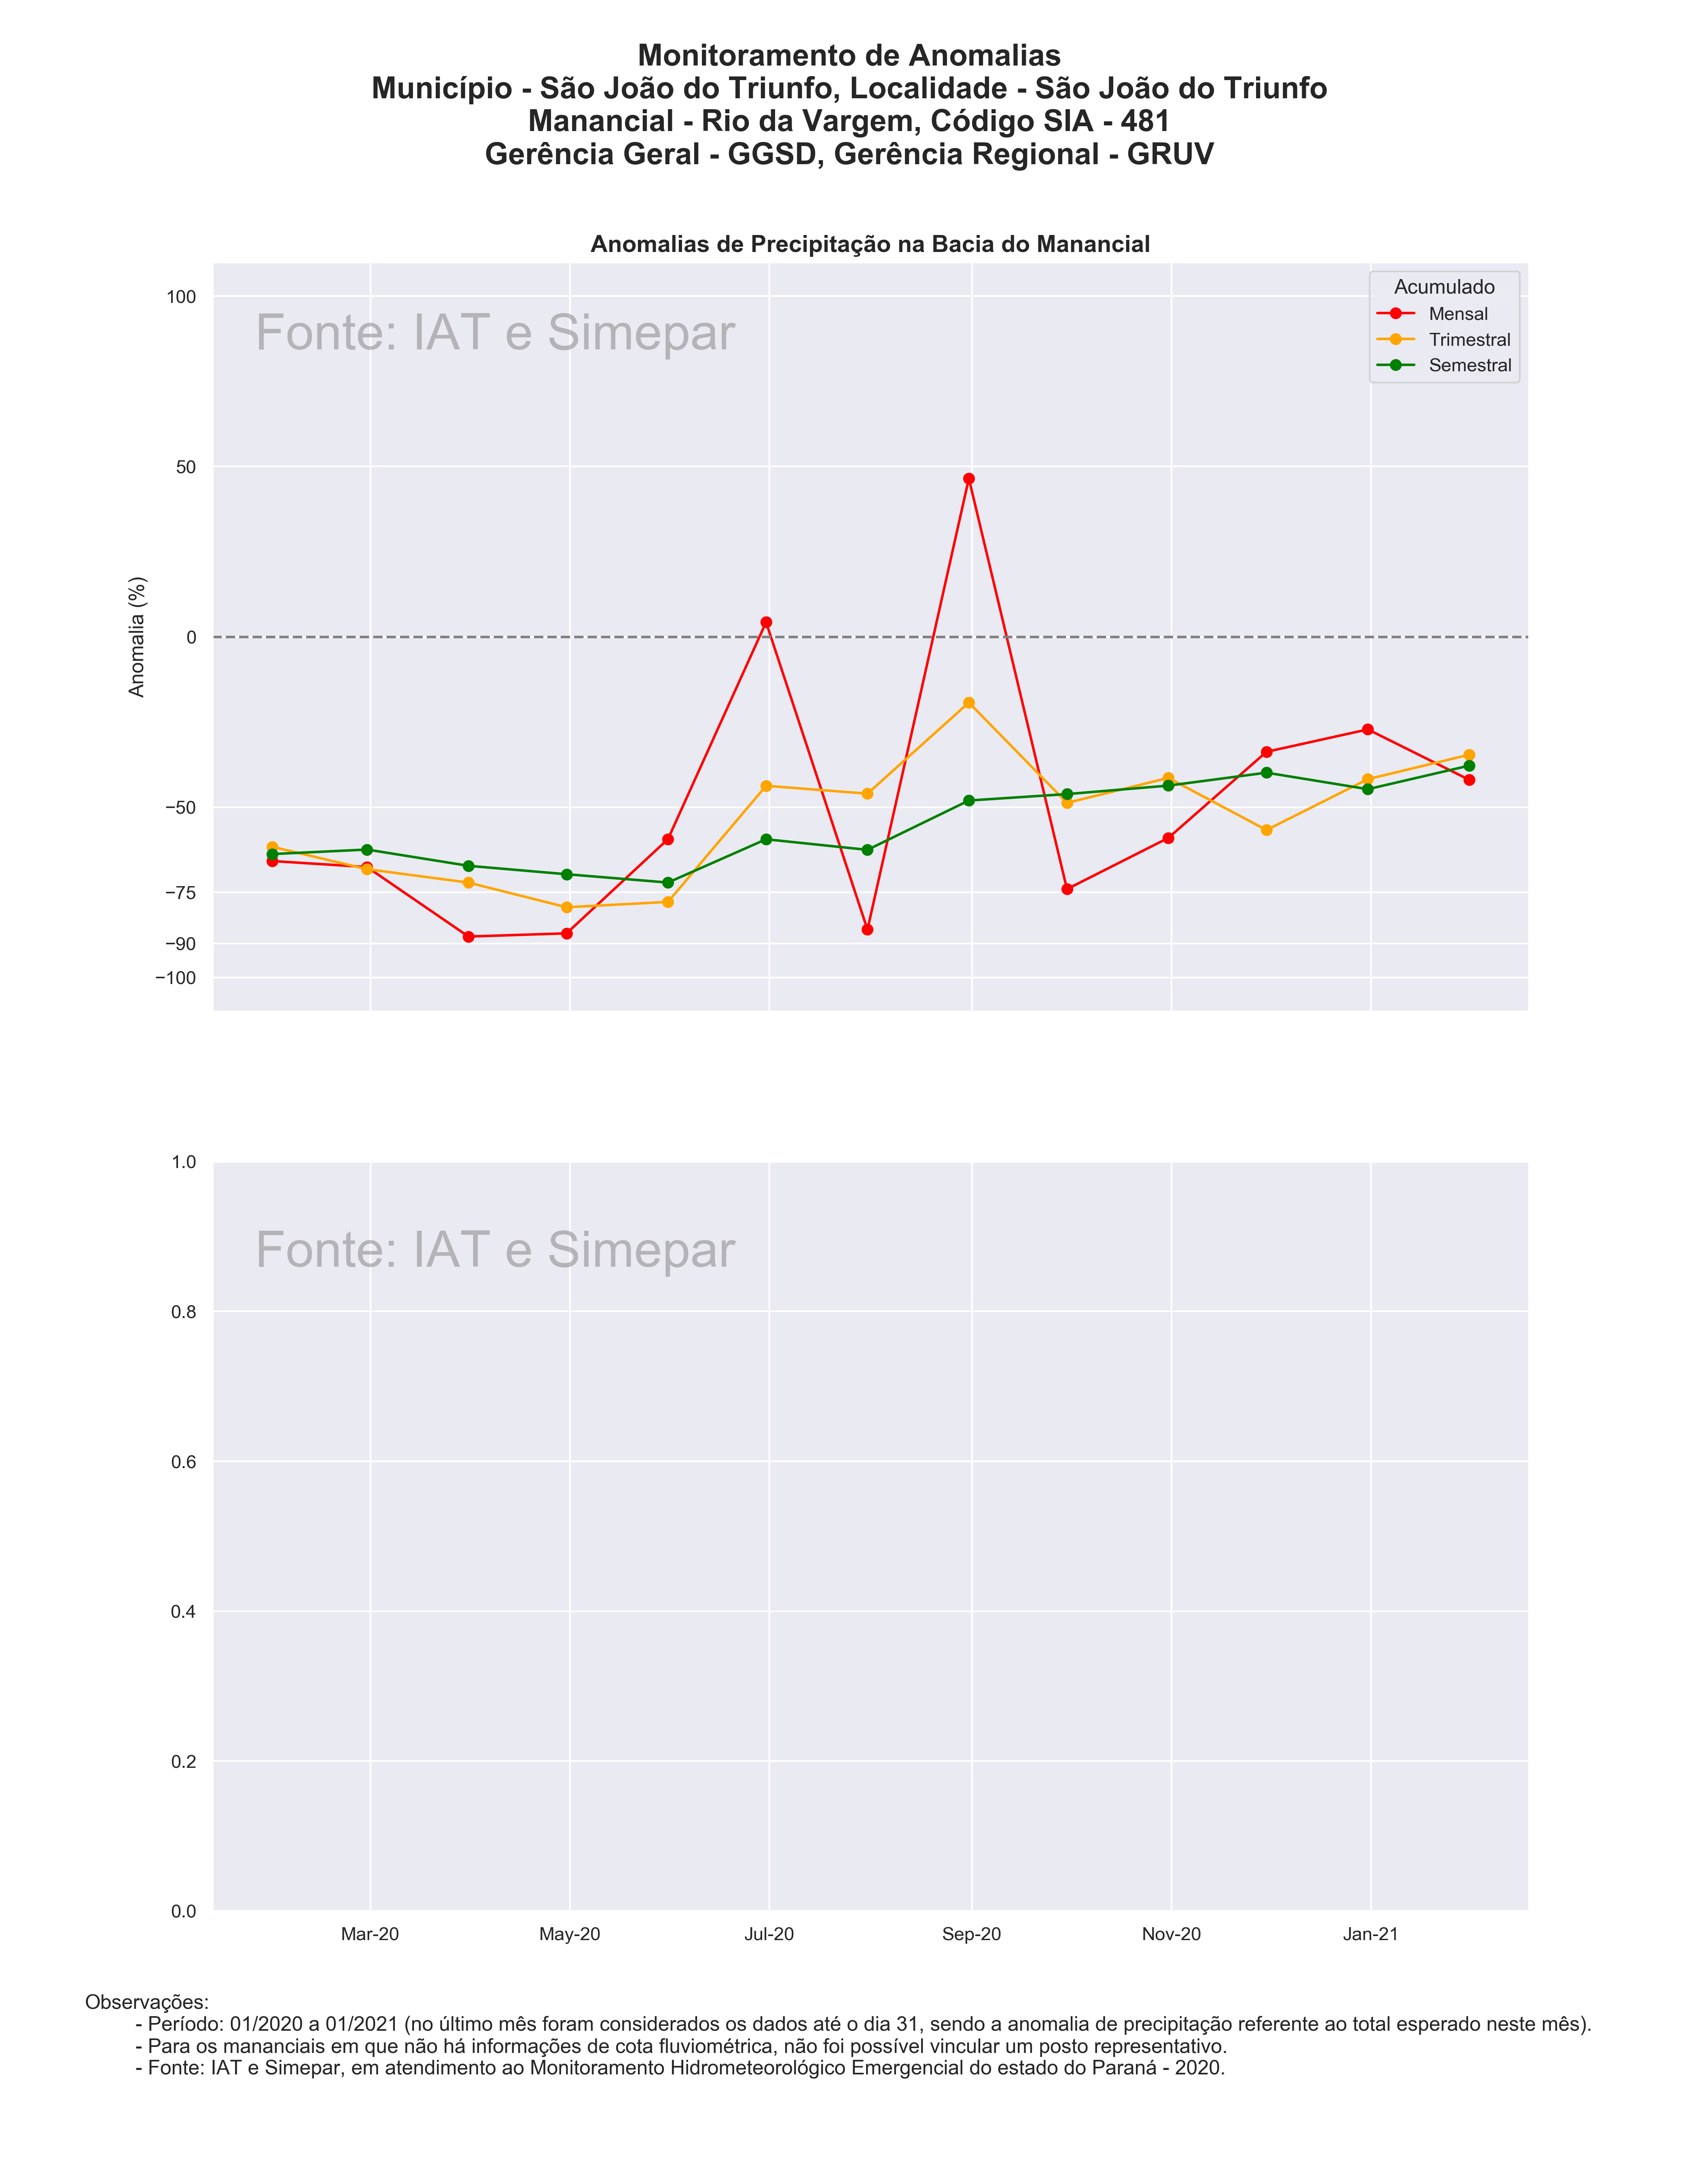 Monitoramento de Anomalias
Município - São João do Triunfo, Localidade - São João do Triunfo
Manancial - Rio da Vargem, Código SIA - 481
Gerência Geral - GGSD, Gerência Regional - GRUV
Anomalias de Precipitação na Bacia do Manancial
Fonte: IAT e Simepar
Acumulado
Mensal
Trimestral
Semestral
Anomalia (%)
100
50
0
−50
−75
−90
−100
Fonte: IAT e Simepar
1.0
0.8
0.6
0.4
0.2
0.0
Mar-20 May-20 Jul-20 Sep-20 Nov-20 Jan-21
Observações:
- Período: 01/2020 a 01/2021 (no último mês foram considerados os dados até o dia 31, sendo a anomalia de precipitação referente ao total esperado neste mês).
- Para os mananciais em que não há informações de cota fluviométrica, não foi possível vincular um posto representativo.
- Fonte: IAT e Simepar, em atendimento ao Monitoramento Hidrometeorológico Emergencial do estado do Paraná - 2020.